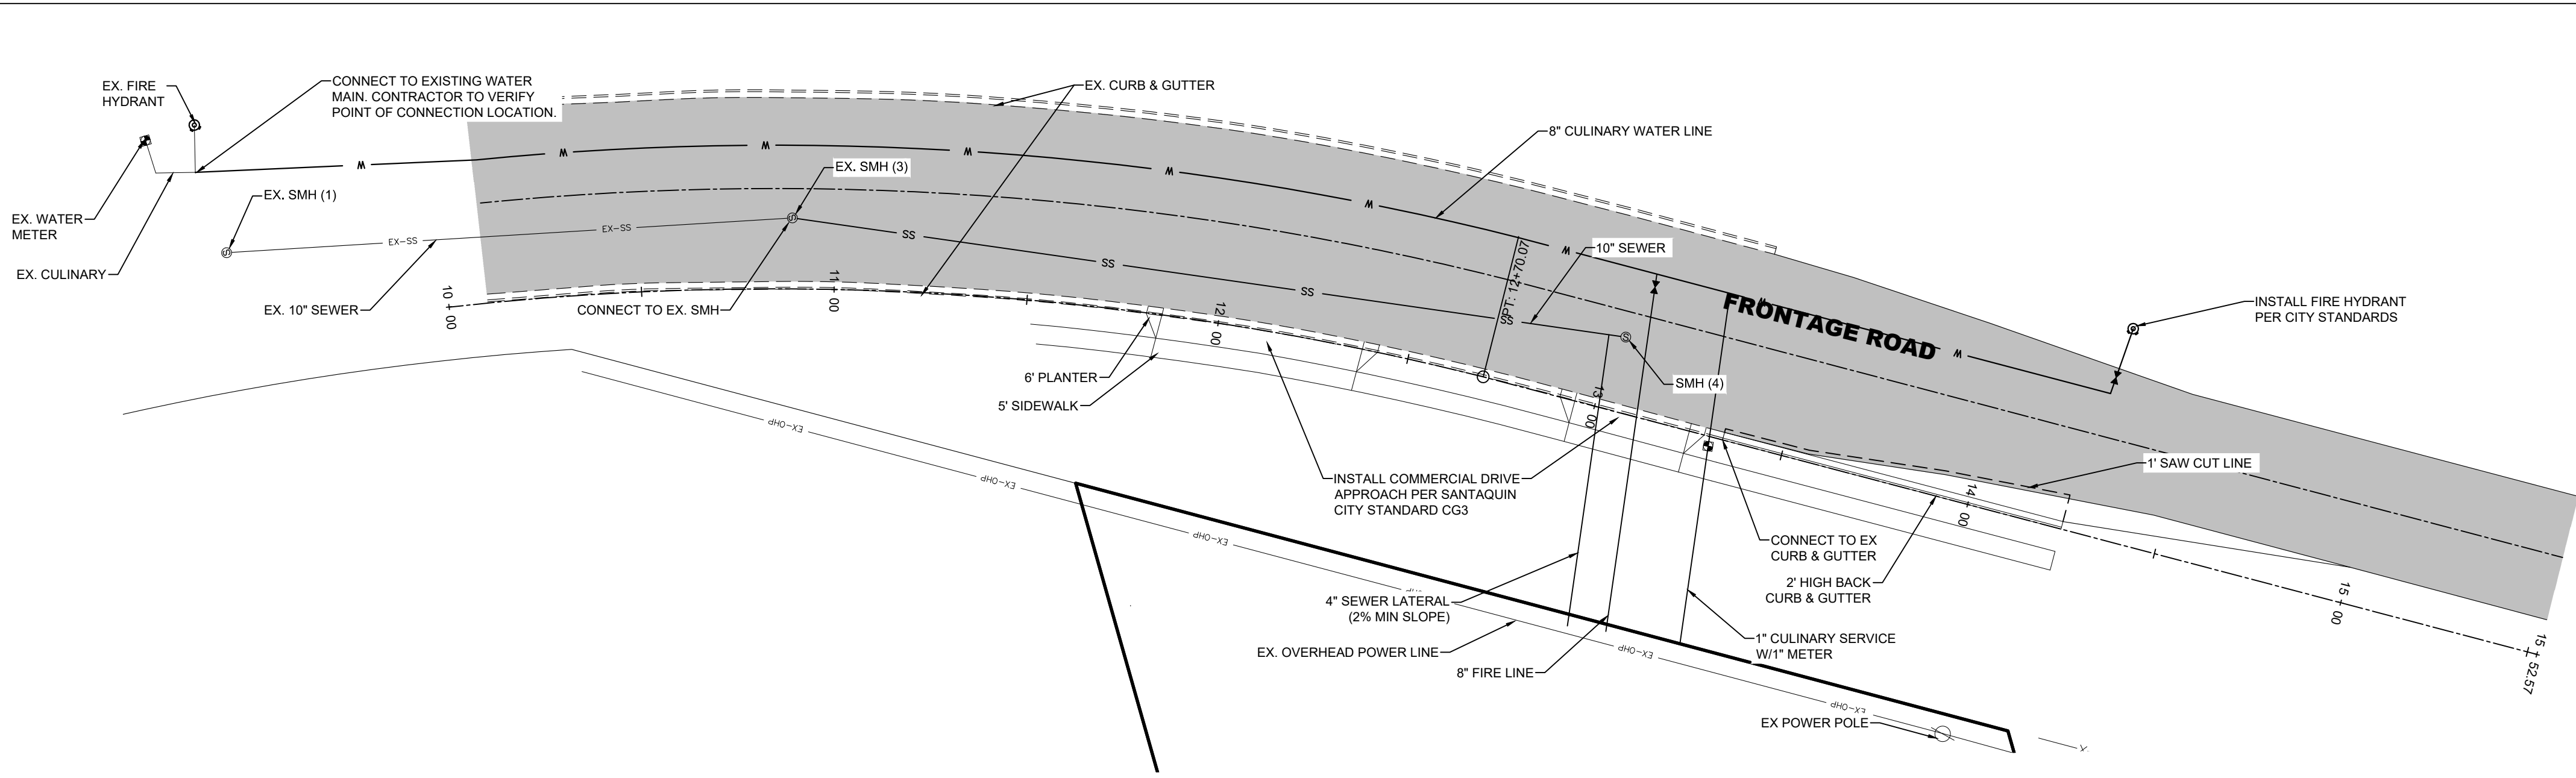 EX. FIRE
HYDRANT
CONNECT TO EXISTING WATER
MAIN. CONTRACTOR TO VERIFY
POINT OF CONNECTION LOCATION.
EX. CURB & GUTTER
8" CULINARY WATER LINE
W
W
W
W
W
W
W
W
W
EX. SMH (3)
EX. SMH (1)
EX. WATER
METER
EX. CULINARY
S
S
EX-SS
EX-SS
EX. 10" SEWER
CONNECT TO EX. SMH
SS
SS
SS
SS
10" SEWER
PT: 12+70.07
FRONTAGE ROAD
INSTALL FIRE HYDRANT
PER CITY STANDARDS
10 + 00
11 + 00
12 + 00
13 + 00
14 + 00
15 + 00
15 + 52.57
S
SMH (4)
6' PLANTER
5' SIDEWALK
EX-OHP
EX-OHP
EX-OHP
EX-OHP
EX-OHP
INSTALL COMMERCIAL DRIVE
APPROACH PER SANTAQUIN
CITY STANDARD CG3
1' SAW CUT LINE
CONNECT TO EX
CURB & GUTTER
2' HIGH BACK
CURB & GUTTER
4" SEWER LATERAL
(2% MIN SLOPE)
EX. OVERHEAD POWER LINE
8" FIRE LINE
1" CULINARY SERVICE
W/1" METER
EX POWER POLE